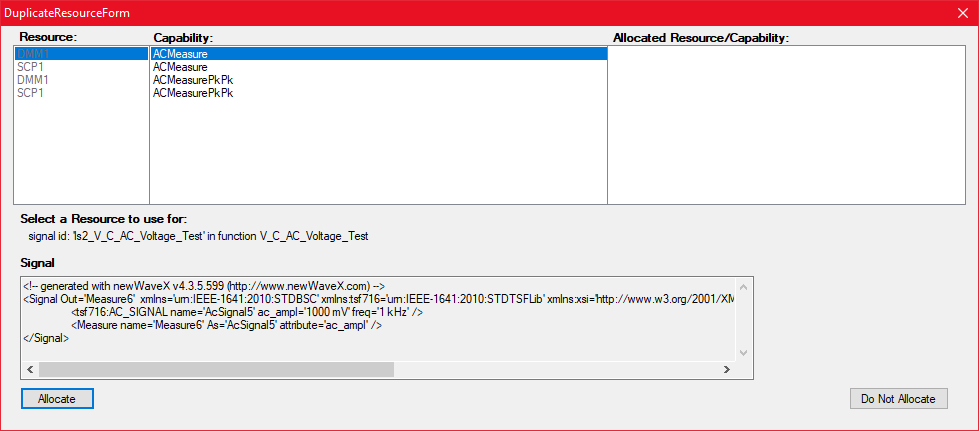 DuplicateResourceForm
Resource: Capability: Allocated Resource/Capability:
DMM1 ACMeasure
SCP1 ACMeasure
DMM1 ACMeasurePkPk
SCP1 ACMeasurePkPk
Select a Resource to use for:
signal id: 'Is2_V_C_AC_Voltage_Test' in function V_C_AC_Voltage_Test
Signal
<!-- generated with newWaveX v4.3.5.599 (http://www.newWaveX.com) -->
<Signal Out='Measure6' xmlns='urn:IEEE-1641:2010:STDBSC' xmlns:tsf716='urn:IEEE-1641:2010:STDTSFLib' xmlns:xsi='http://www.w3.org/2001/XM
<tsf716:AC_SIGNAL name='AcSignal5' ac_ampl='1000 mV' freq='1 kHz' />
<Measure name='Measure6' As='AcSignal5' attribute='ac_ampl' />
</Signal>
Allocate Do Not Allocate